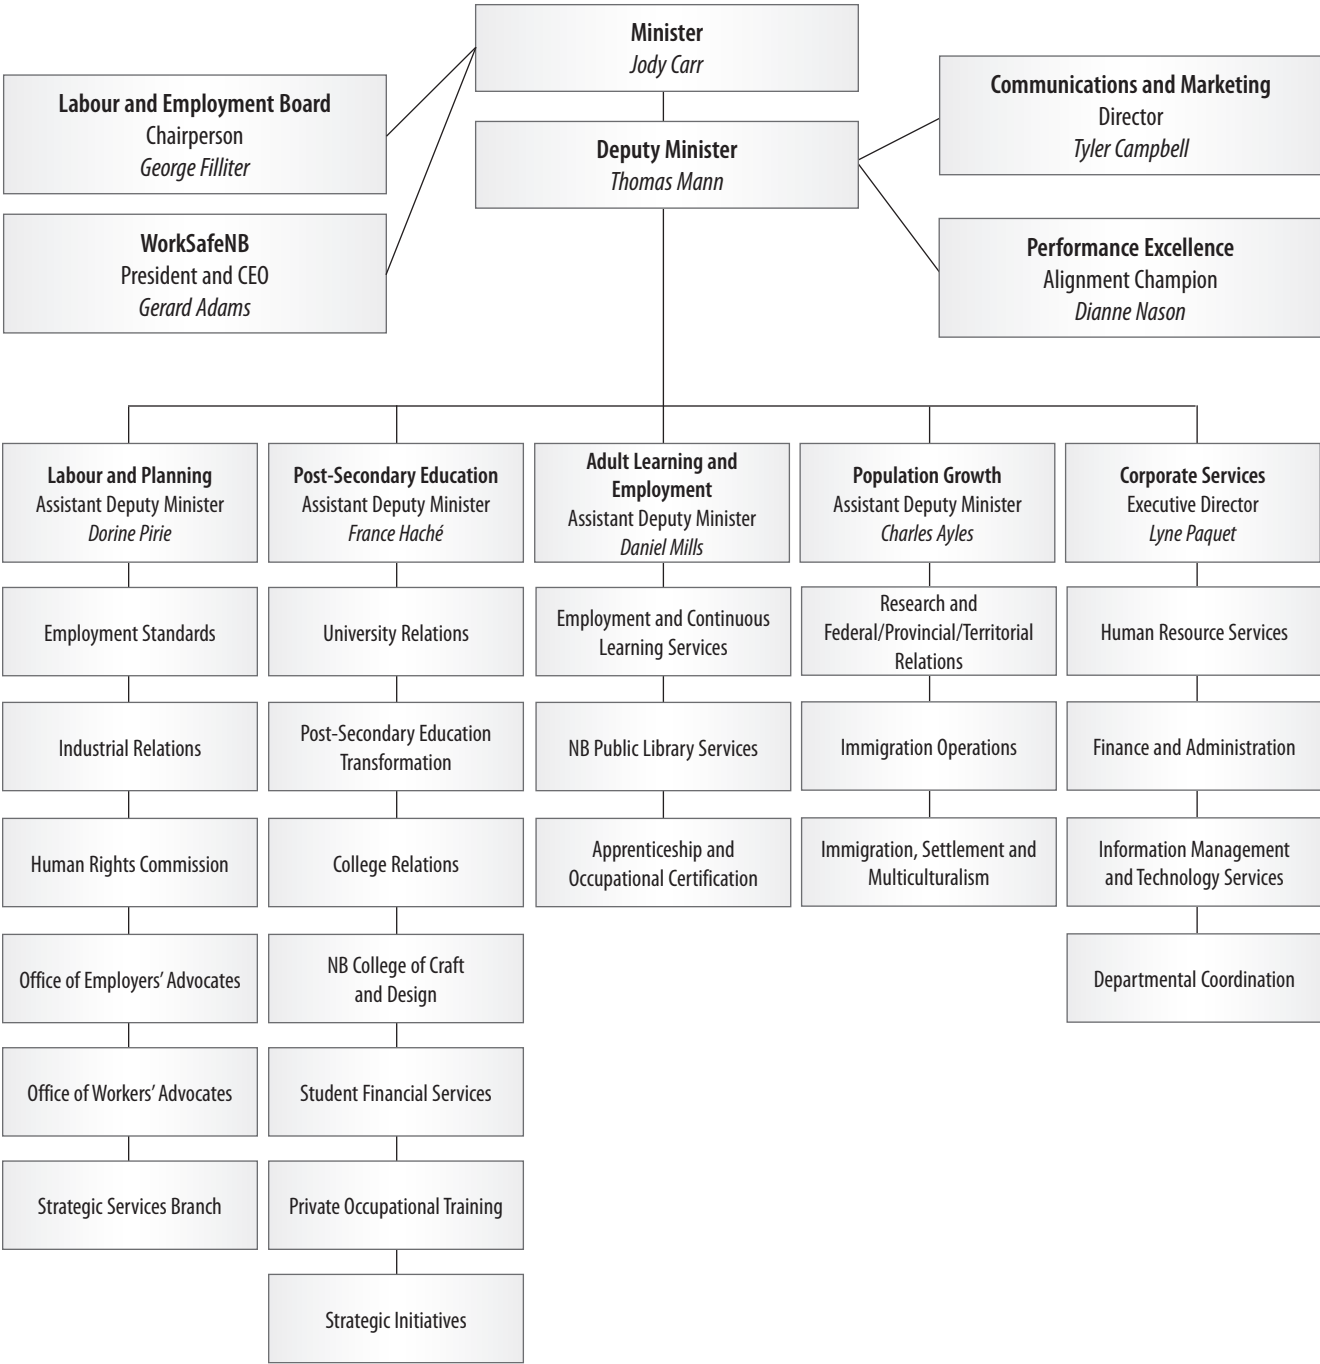 Minister
Jody Carr
Labour and Employment Board
Chairperson
George Filliter
Communications and Marketing
Director
Tyler Campbell
Deputy Minister
Thomas Mann
WorkSafeNB
President and CEO
Gerard Adams
Performance Excellence
Alignment Champion
Dianne Nason
Labour and Planning
Assistant Deputy Minister
Dorine Pirie
Employment Standards
Industrial Relations
Human Rights Commission
Office of Employers’ Advocates
Office of Workers’ Advocates
Strategic Services Branch
Post-Secondary Education
Assistant Deputy Minister
France Haché
University Relations
Post-Secondary Education
Transformation
College Relations
NB College of Craft
and Design
Student Financial Services
Private Occupational Training
Strategic Initiatives
Adult Learning and
Employment
Assistant Deputy Minister
Daniel Mills
Employment and Continuous
Learning Services
NB Public Library Services
Apprenticeship and
Occupational Certification
Population Growth
Assistant Deputy Minister
Charles Ayles
Research and
Federal/Provincial/Territorial
Relations
Immigration Operations
Immigration, Settlement and
Multiculturalism
Corporate Services
Executive Director
Lyne Paquet
Human Resource Services
Finance and Administration
Information Management
and Technology Services
Departmental Coordination